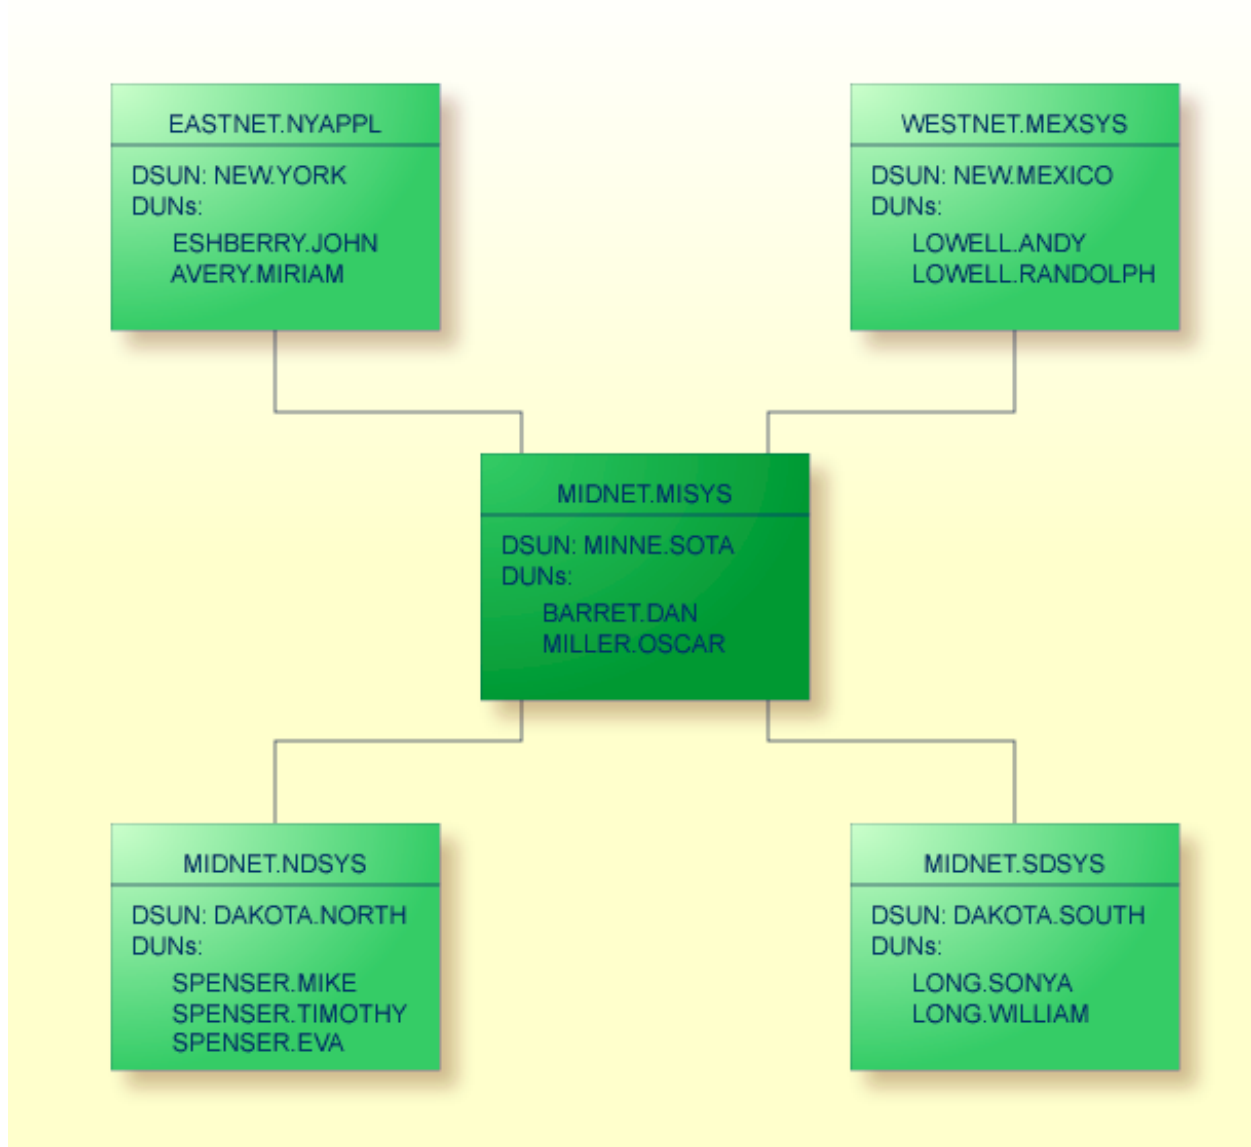 EASTNET.NYAPPL
DSUN: NEW.YORK
DUNs:
ESHBERRY.JOHN
AVERY.MIRIAM
WESTNET.MEXSYS
DSUN: NEW.MEXICO
DUNs:
LOWELL.ANDY
LOWELL.RANDOLPH
MIDNET.MISYS
DSUN: MINNE.SOTA
DUNs:
BARRET.DAN
MILLER.OSCAR
MIDNET.NDSYS
DSUN: DAKOTA.NORTH
DUNs:
SPENSER.MIKE
SPENSER.TIMOTHY
SPENSER.EVA
MIDNET.SDSYS
DSUN: DAKOTA.SOUTH
DUNs:
LONG.SONYA
LONG.WILLIAM